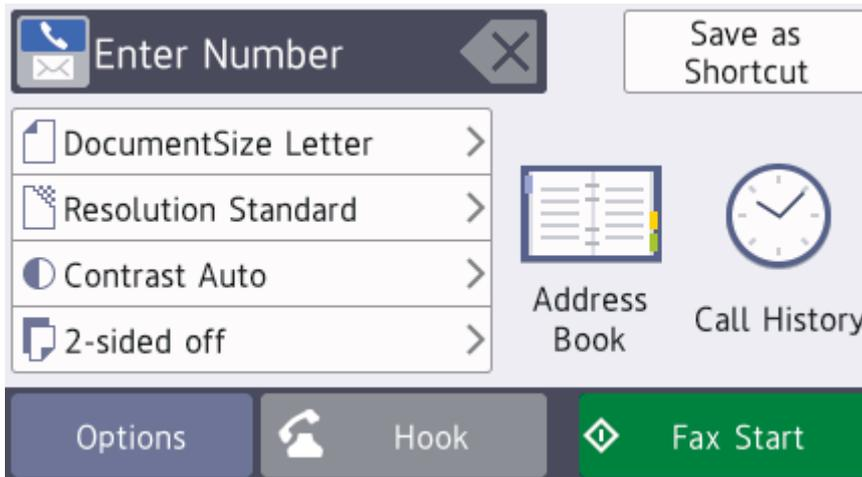 Enter Number
Save as
Shortcut
DocumentSize Letter
Resolution Standard
Contrast Auto
2-sided off
Address
Book
Call History
Options
Hook
Fax Start